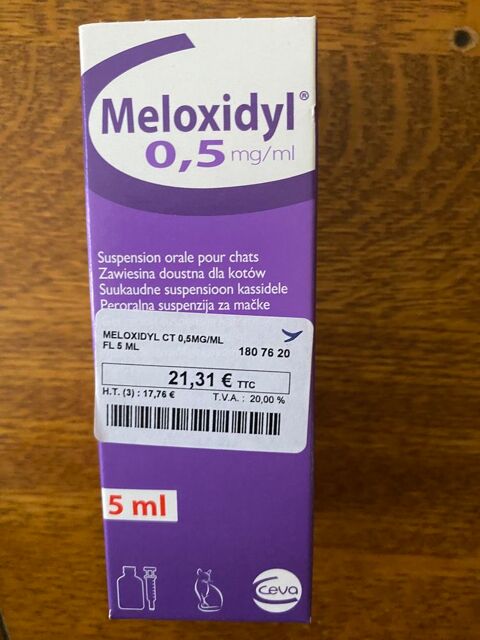 Meloxidyl®
0,5 mg/ml
Suspension orale pour chats
Zawiesina doustna dla kotów
Suukaudne suspensioon kassidele
Peroralna suspenzija za mačke
MELOXIDYL CT 0,5MG/ML
FL 5 ML
180 76 20
21,31 € TTC
H.T. (3) : 17,76 €
T.V.A. : 20,00 %
5 ml
Ceva